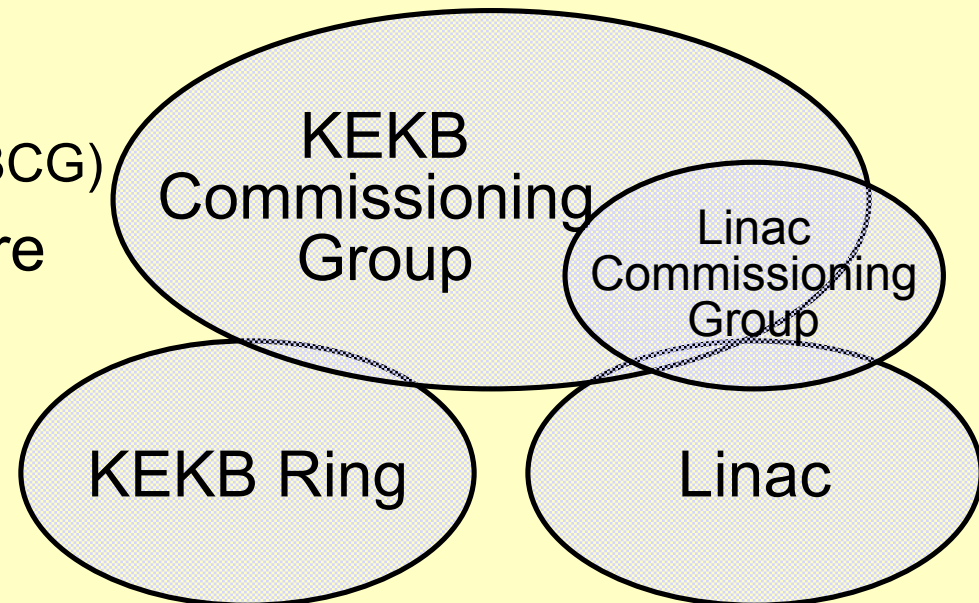 KEKB
Commissioning
Group
BCG)
re
Linac
Commissioning
Group
KEKB Ring
Linac